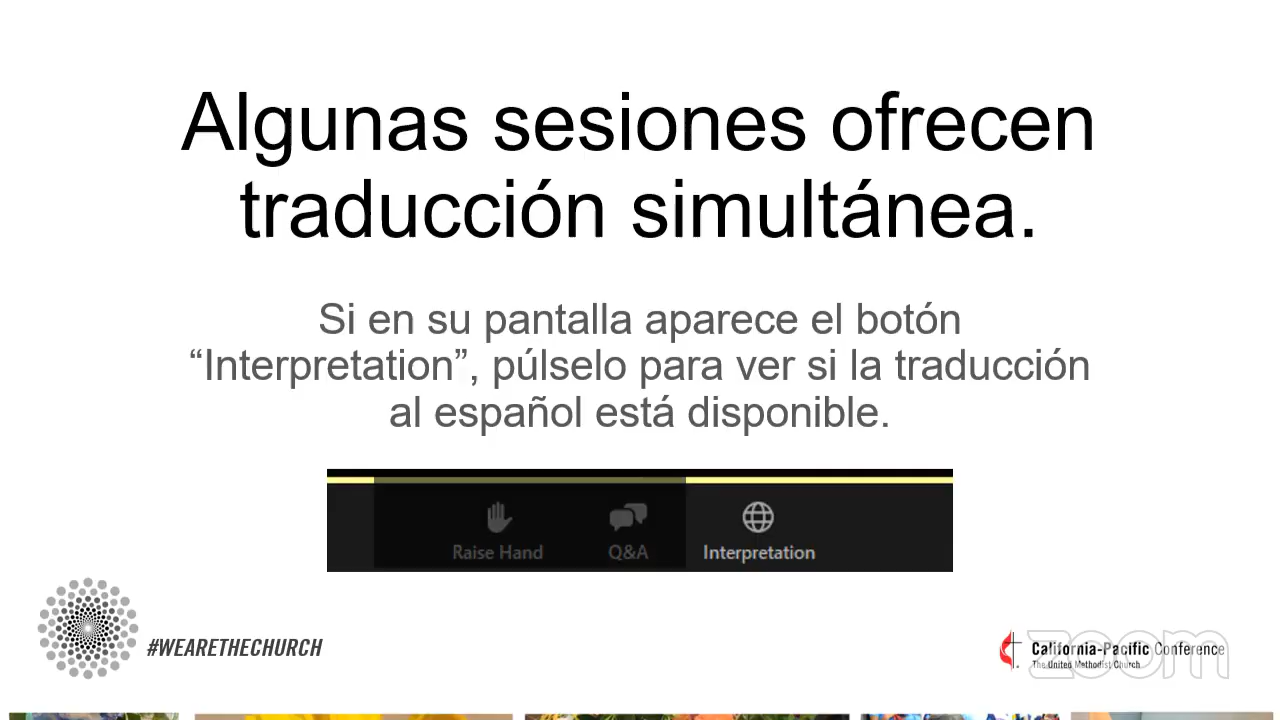 Algunas sesiones ofrecen
traducción simultánea.
Si en su pantalla aparece el botón
“Interpretation”, púlselo para ver si la traducción
al español está disponible.
Raise Hand
Q&A
Interpretation
#WEARETHECHURCH
California-Pacific Conference
The United Methodist Church
zoom